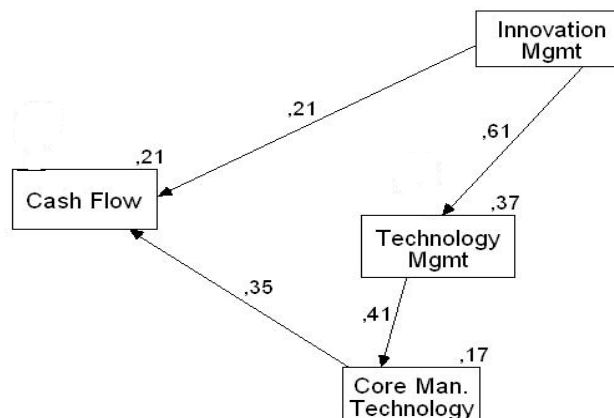 Innovation
Mgmt
,21
,61
,21
Cash Flow
,37
Technology
Mgmt
,35
,41
,17
Core Man.
Technology